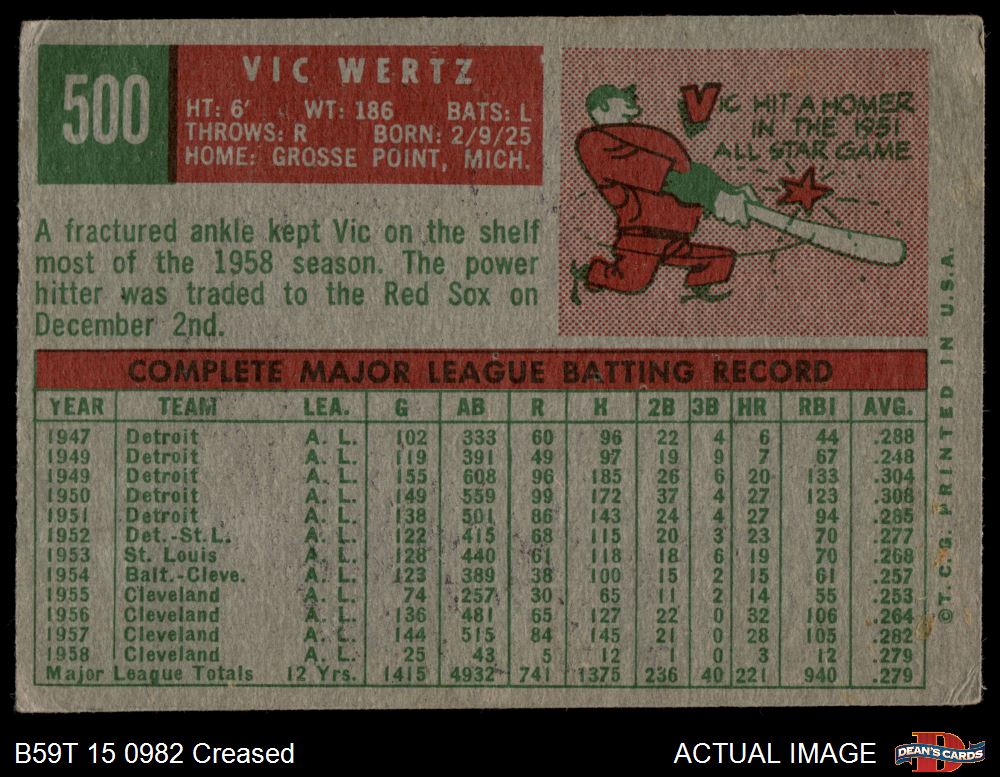 500
VIC WERTZ
HT: 6' WT: 186 BATS: L
THROWS: R BORN: 2/9/25
HOME: GROSSE POINT, MICH.
VIC HIT A HOMER
IN THE 1951
ALL STAR GAME
A fractured ankle kept Vic on the shelf
most of the 1958 season. The power
hitter was traded to the Red Sox on
December 2nd.
COMPLETE MAJOR LEAGUE BATTING RECORD
YEAR TEAM LEA. G AB R H 2B 3B HR RBI AVG.
1947 Detroit A. L. 102 333 60 96 22 4 6 44 .288
1949 Detroit A. L. 119 391 49 97 19 9 7 67 .248
1949 Detroit A. L. 155 608 96 185 26 6 20 133 .304
1950 Detroit A. L. 149 559 99 172 37 4 27 123 .308
1951 Detroit A. L. 138 501 86 143 24 4 27 94 .285
1952 Det.-St.L. A. L. 122 415 68 115 20 3 23 70 .277
1953 St. Louis A. L. 128 440 61 118 18 6 19 70 .268
1954 Balt.-Cleve. A. L. 123 389 38 100 15 2 15 61 .257
1955 Cleveland A. L. 74 257 30 65 11 2 14 55 .253
1956 Cleveland A. L. 136 481 65 127 22 0 32 106 .264
1957 Cleveland A. L. 144 515 84 145 21 0 28 105 .282
1958 Cleveland A. L. 25 43 5 12 1 0 3 12 .279
Major League Totals 12 Yrs. 1415 4932 741 1375 236 40 221 940 .279
©T.C.G. PRINTED IN U.S.A.
B59T 15 0982 Creased
ACTUAL IMAGE
DEAN'S CARDS